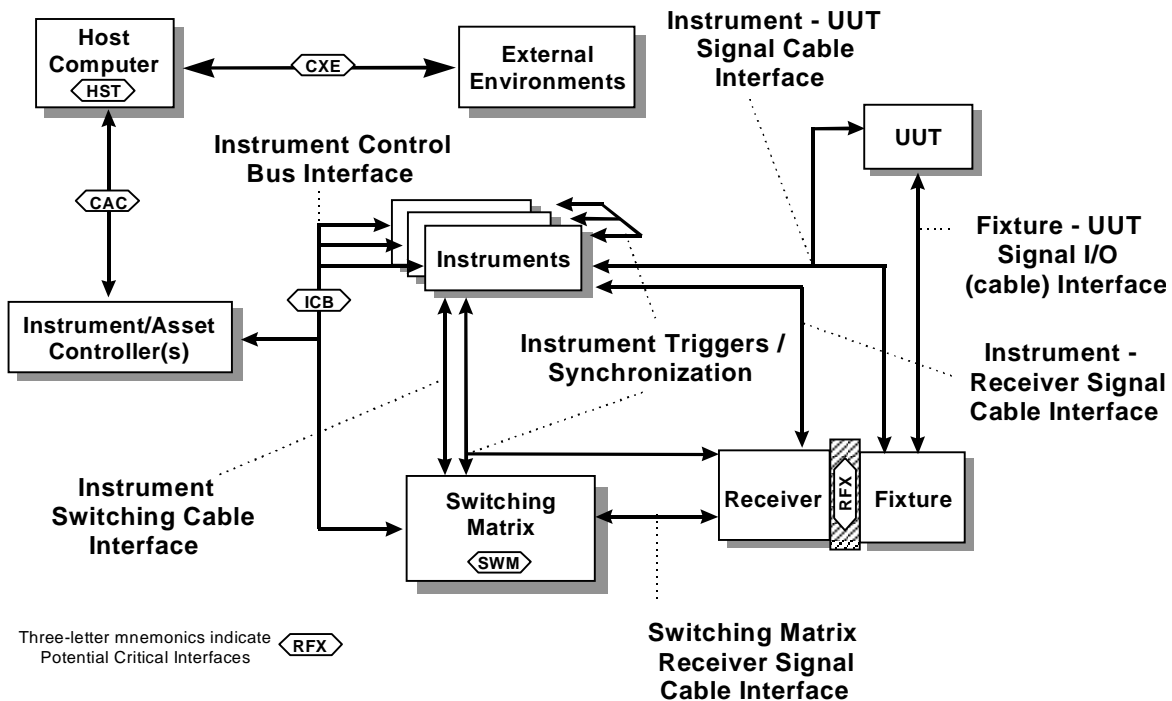 Host
Computer
HST
CXE
External
Environments
Instrument - UUT
Signal Cable
Interface
UUT
Instrument Control
Bus Interface
CAC
Instruments
Fixture - UUT
Signal I/O
(cable) Interface
ICB
Instrument/Asset
Controller(s)
Instrument Triggers /
Synchronization
Instrument -
Receiver Signal
Cable Interface
Instrument
Switching Cable
Interface
Switching
Matrix
SWM
Receiver
RFX
Fixture
Three-letter mnemonics indicate
Potential Critical Interfaces
RFX
Switching Matrix
Receiver Signal
Cable Interface